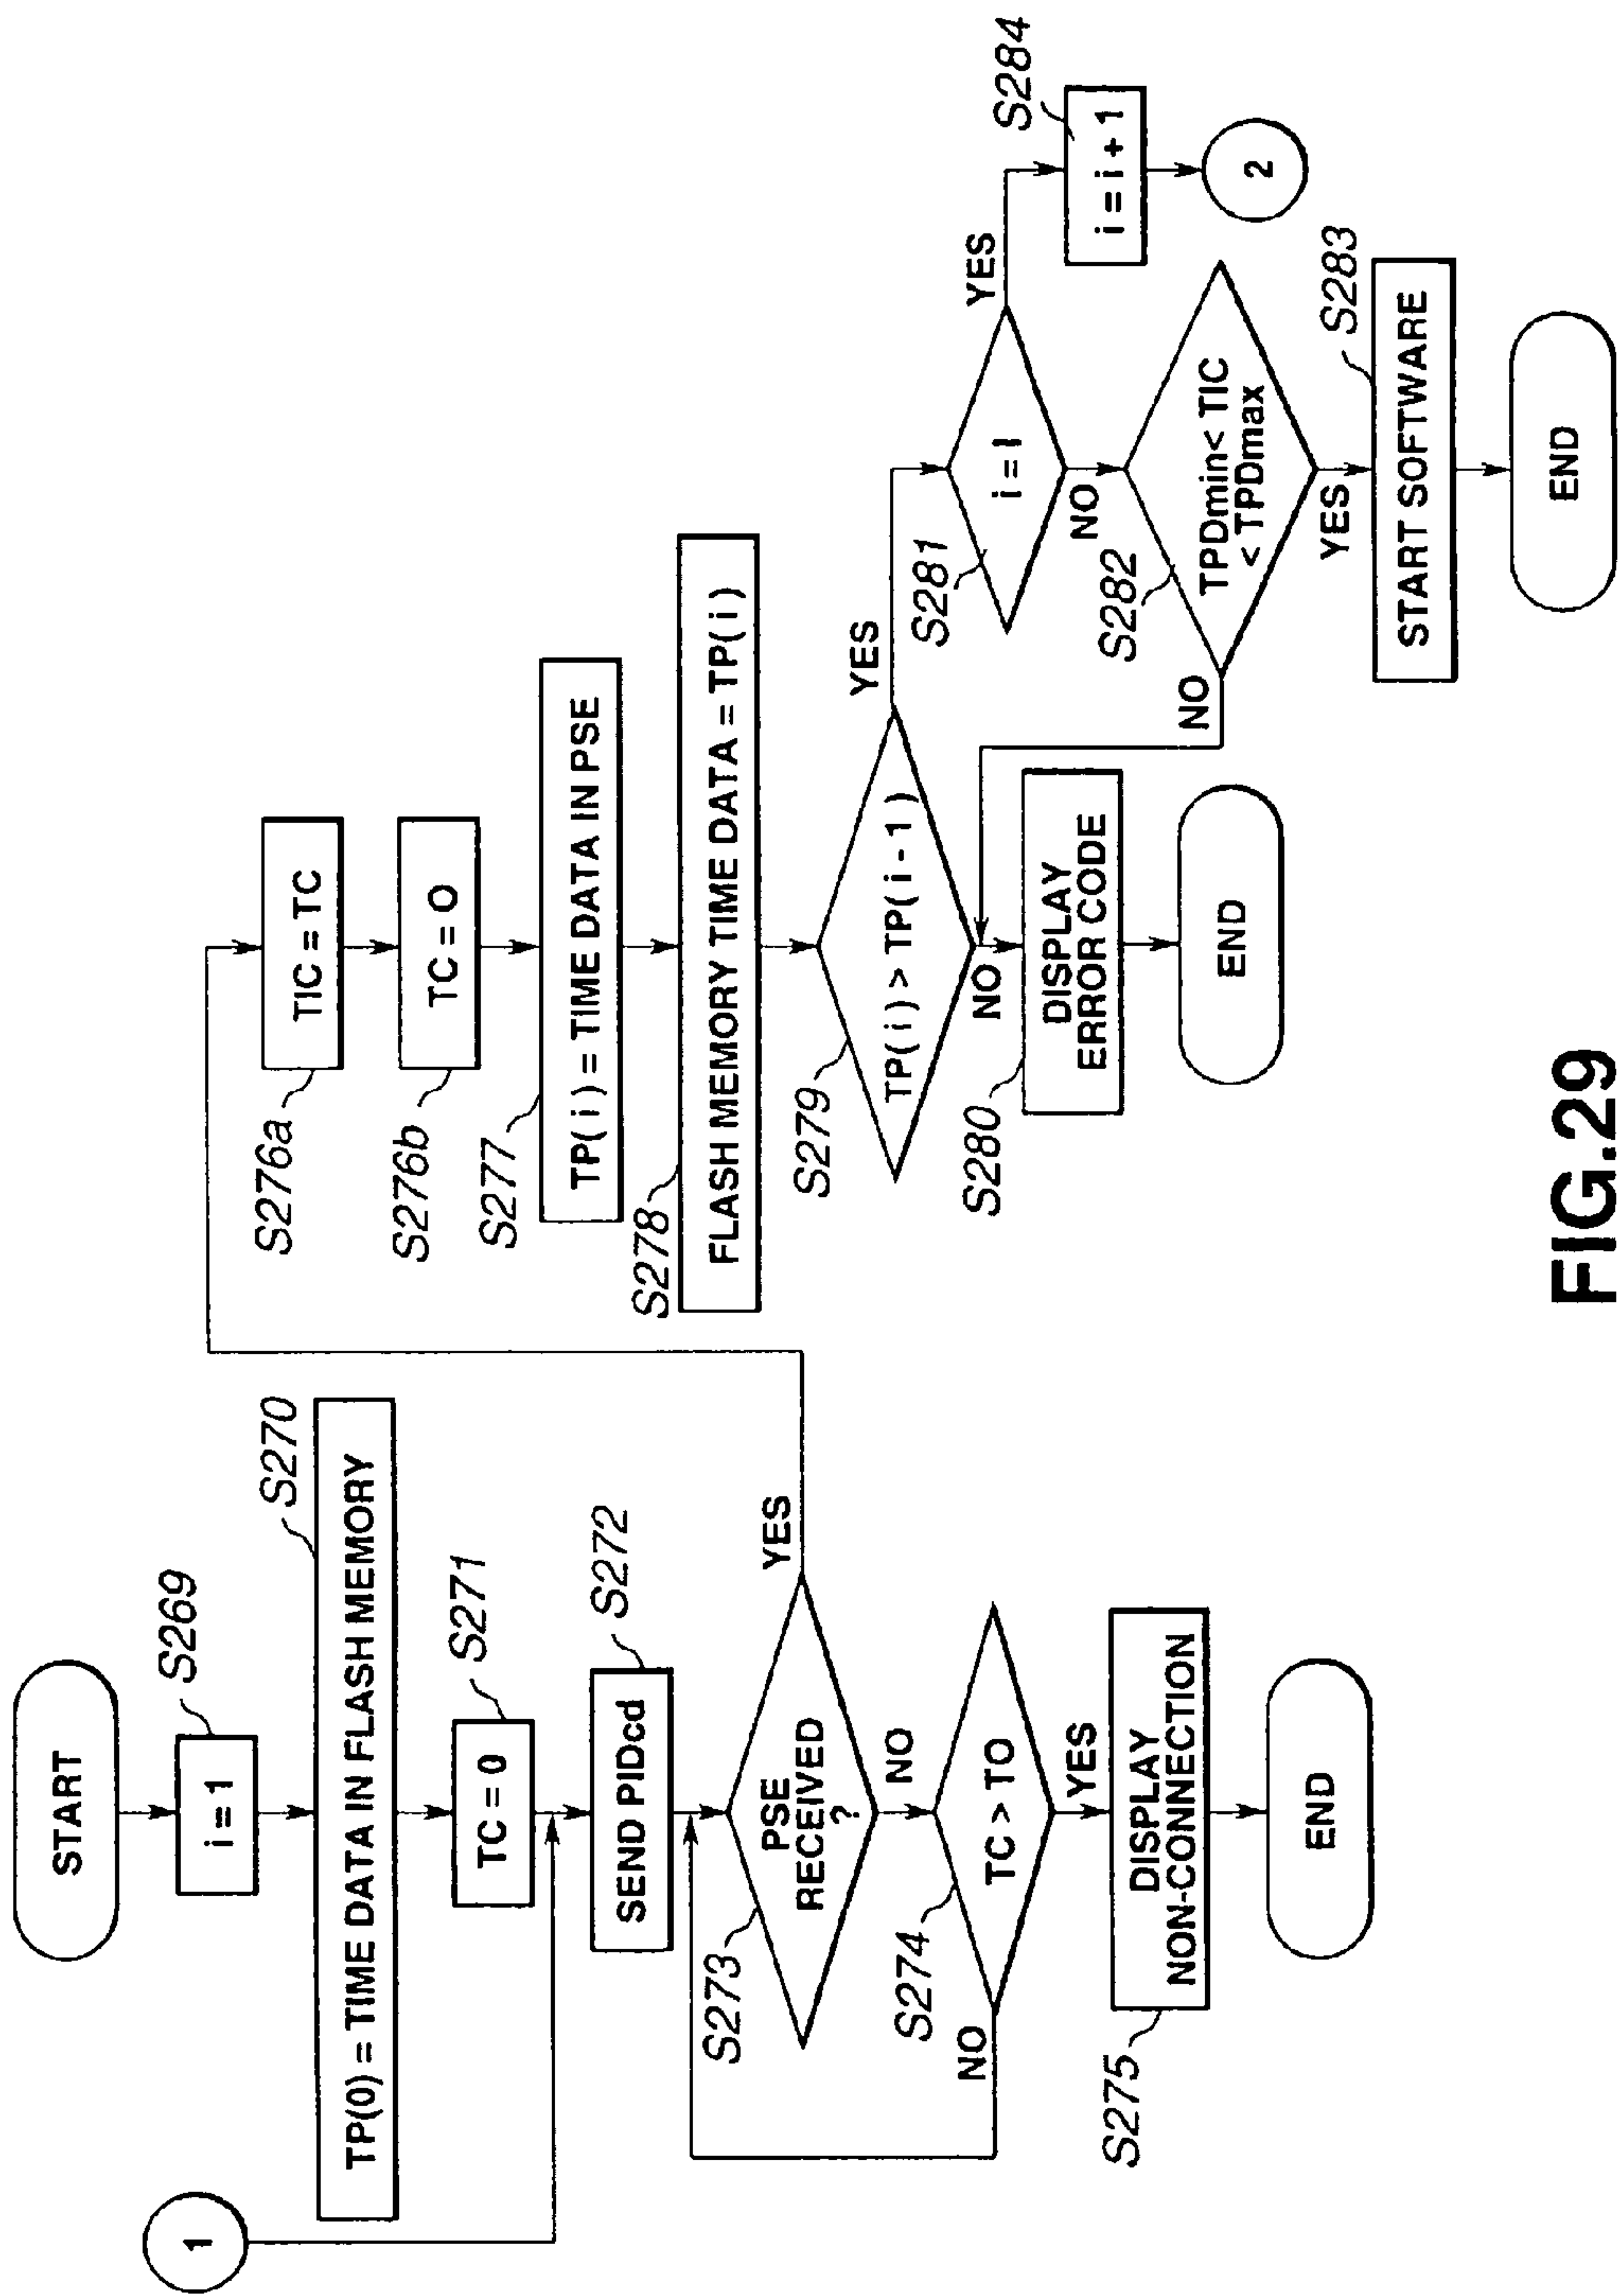 START
S269
i = 1
S270
TP(0) = TIME DATA IN FLASH MEMORY
1
S271
TC = 0
S272
SEND PIDcd
S273
PSE
RECEIVED
?
YES
NO
S274
TC > TO
NO
YES
S275
DISPLAY
NON-CONNECTION
END
S276a
TIC = TC
S276b
TC = O
S277
TP( i ) = TIME DATA IN PSE
S278
FLASH MEMORY TIME DATA = TP( i )
S279
TP( i ) > TP( i - 1 )
YES
NO
S280
DISPLAY
ERROR CODE
END
S281
i = I
YES
NO
S284
i = i + 1
2
S282
TPDmin < TIC
< TPDmax
NO
YES
S283
START SOFTWARE
END
FIG.29